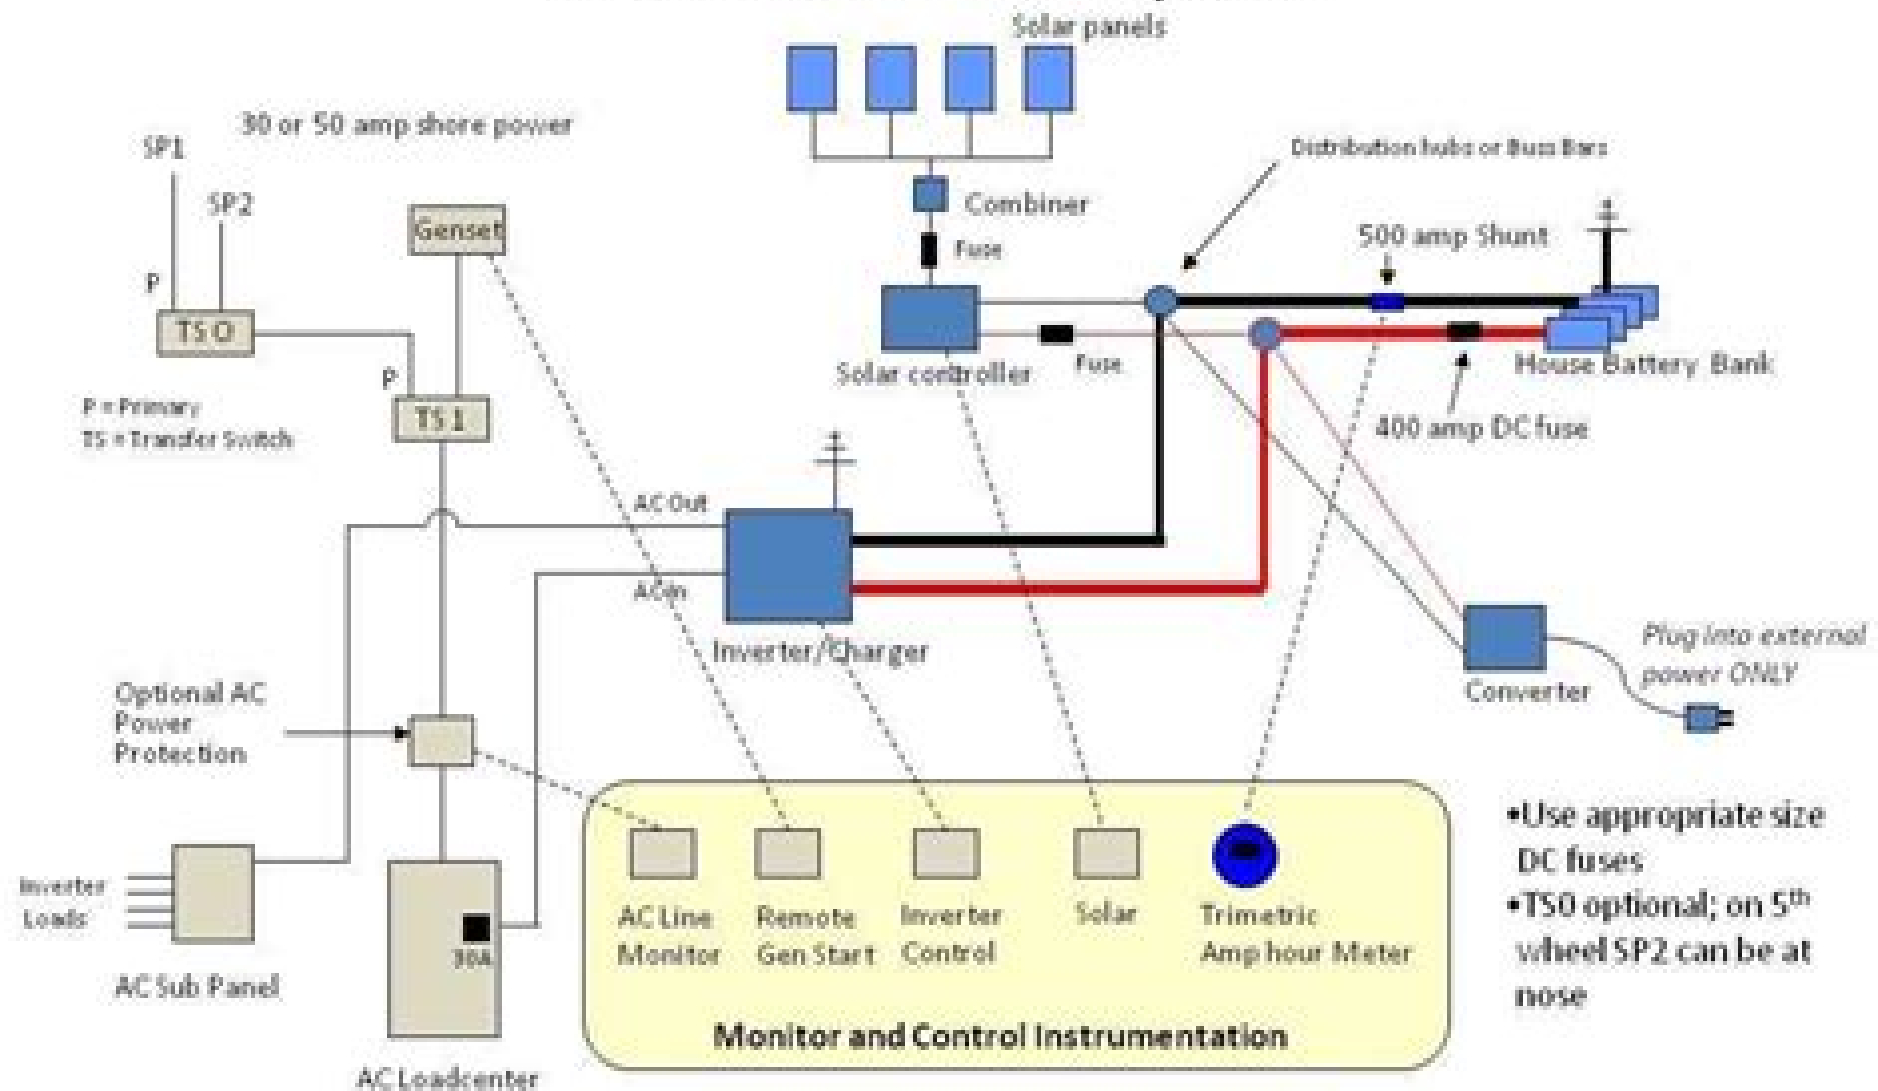 Solar panels
30 or 50 amp shore power
SP1
SP2
Genset
P
TS 0
P
TS 1
P = Primary
TS = Transfer Switch
Combiner
Fuse
Distribution hubs or Buss Bars
500 amp Shunt
Solar controller
Fuse
House Battery Bank
400 amp DC fuse
AC Out
AC In
Inverter/Charger
Converter
Plug into external
power ONLY
Optional AC
Power
Protection
Inverter
Loads
AC Sub Panel
30A
AC Loadcenter
AC Line
Monitor
Remote
Gen Start
Inverter
Control
Solar
Trimetric
Amp hour Meter
Monitor and Control Instrumentation
•Use appropriate size
DC fuses
•TS0 optional; on 5th
wheel SP2 can be at
nose